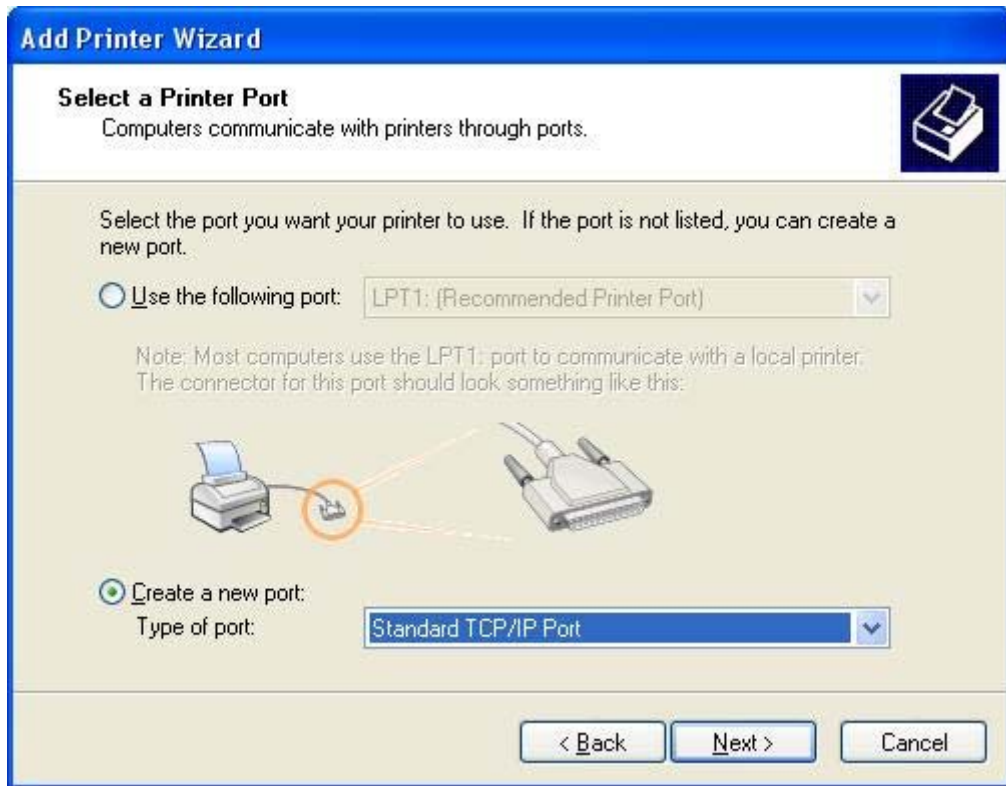 Add Printer Wizard
Select a Printer Port
Computers communicate with printers through ports.
Select the port you want your printer to use. If the port is not listed, you can create a
new port.
Use the following port: LPT1: (Recommended Printer Port)
Note: Most computers use the LPT1: port to communicate with a local printer.
The connector for this port should look something like this:
Create a new port:
Type of port: Standard TCP/IP Port
< Back Next > Cancel